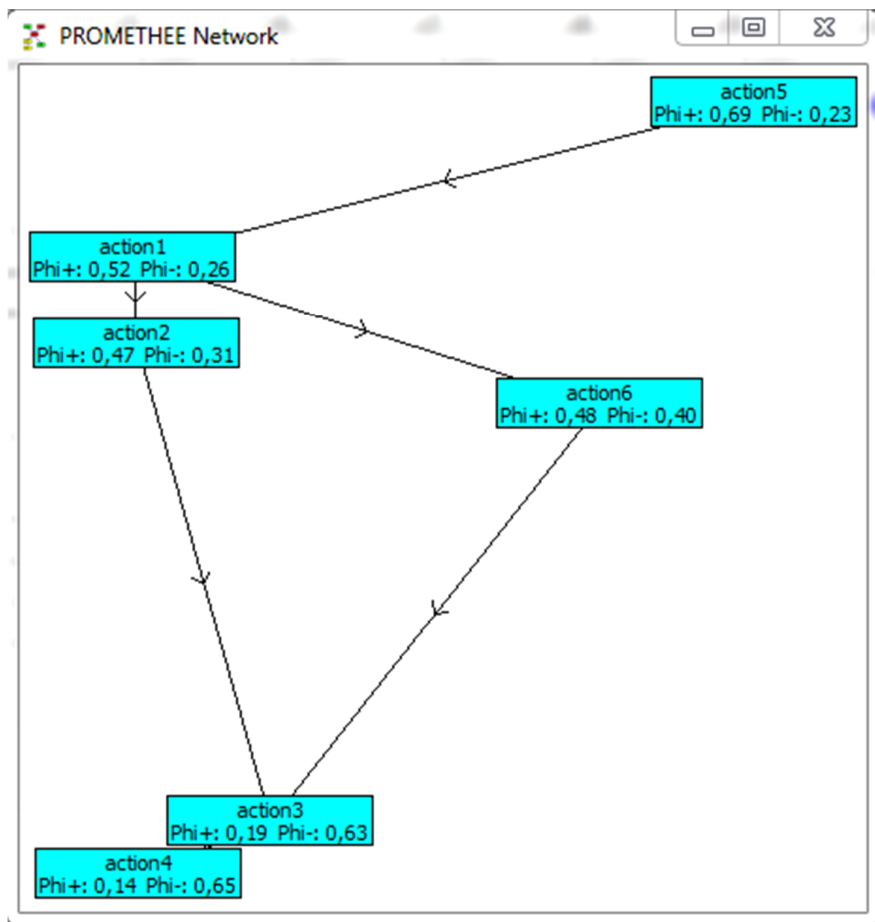 PROMETHEE Network
action5
Phi+: 0,69 Phi-: 0,23
action1
Phi+: 0,52 Phi-: 0,26
action2
Phi+: 0,47 Phi-: 0,31
action6
Phi+: 0,48 Phi-: 0,40
action3
Phi+: 0,19 Phi-: 0,63
action4
Phi+: 0,14 Phi-: 0,65